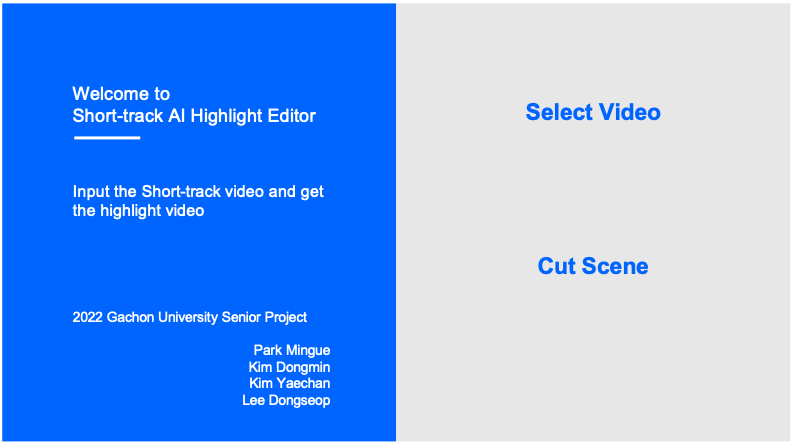 Welcome to
Short-track AI Highlight Editor
Input the Short-track video and get
the highlight video
2022 Gachon University Senior Project
Park Mingue
Kim Dongmin
Kim Yaechan
Lee Dongseop
Select Video
Cut Scene